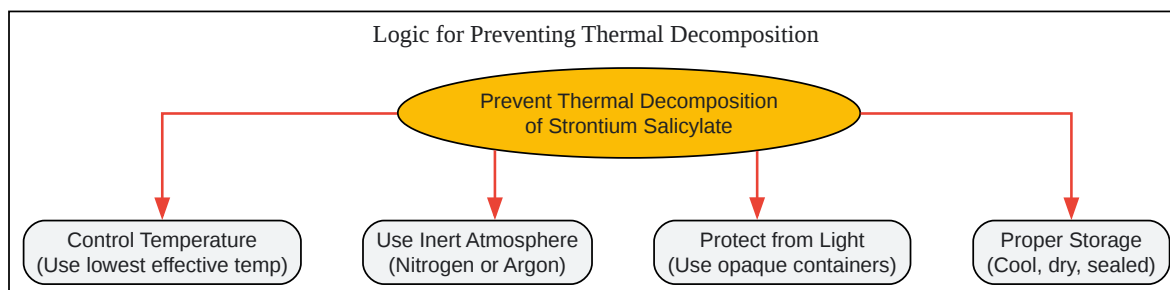 Logic for Preventing Thermal Decomposition
Prevent Thermal Decomposition
of Strontium Salicylate
Control Temperature
(Use lowest effective temp)
Use Inert Atmosphere
(Nitrogen or Argon)
Protect from Light
(Use opaque containers)
Proper Storage
(Cool, dry, sealed)